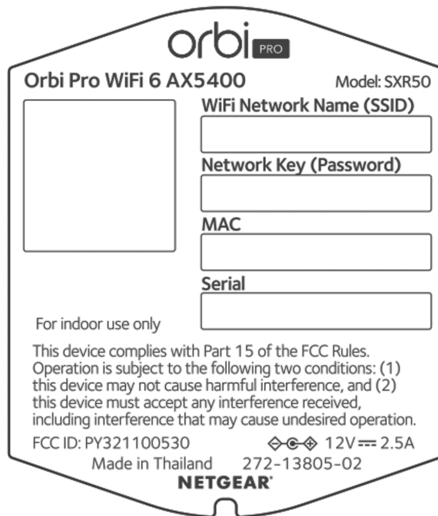 orbi PRO
Orbi Pro WiFi 6 AX5400 Model: SXR50
WiFi Network Name (SSID)
Network Key (Password)
MAC
Serial
For indoor use only
This device complies with Part 15 of the FCC Rules.
Operation is subject to the following two conditions: (1)
this device may not cause harmful interference, and (2)
this device must accept any interference received,
including interference that may cause undesired operation.
FCC ID: PY321100530 12V 2.5A
Made in Thailand 272-13805-02
NETGEAR®